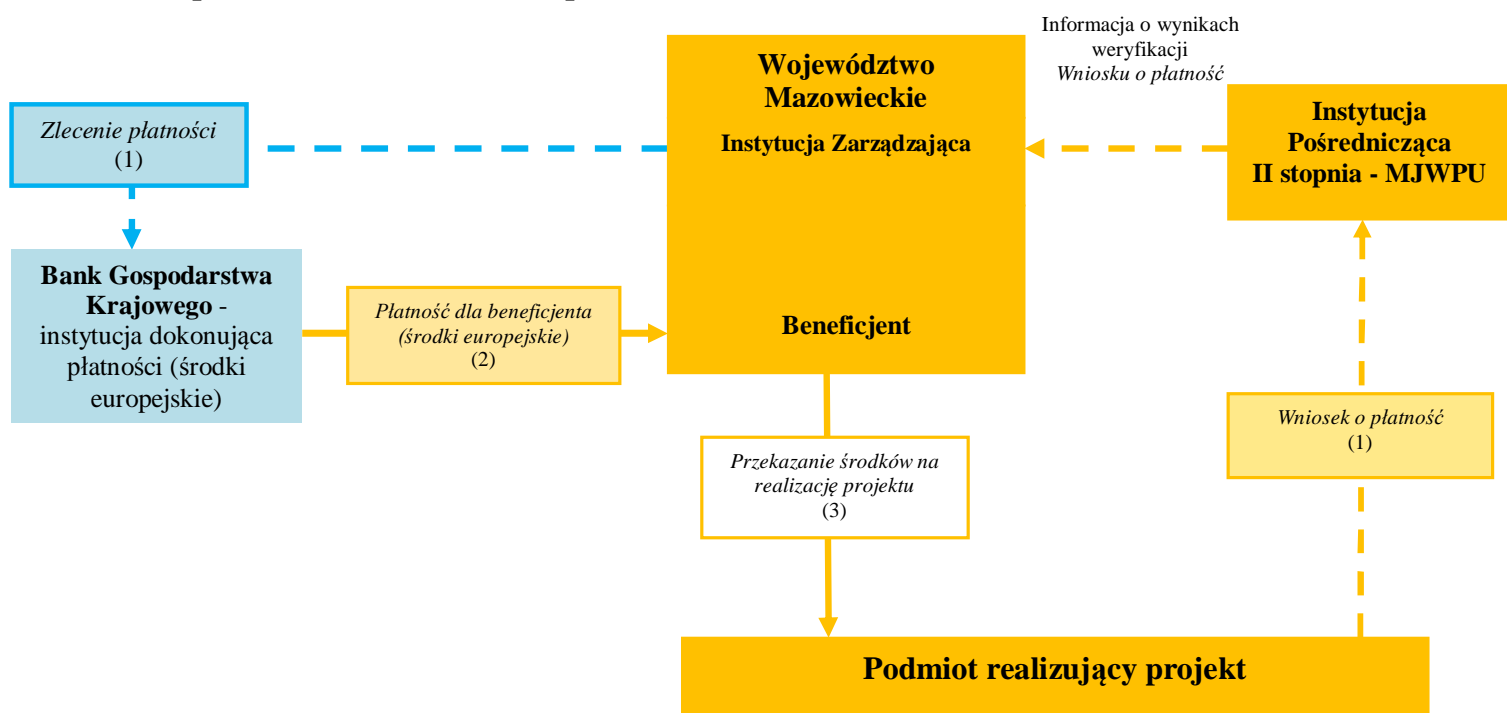 Informacja o wynikach
weryfikacji
Wniosku o płatność
Województwo
Mazowieckie
Instytucja Zarządzająca
Instytucja
Pośrednicząca
II stopnia - MJWPU
Zlecenie płatności
(1)
Bank Gospodarstwa
Krajowego -
instytucja dokonująca
płatności (środki
europejskie)
Płatność dla beneficjenta
(środki europejskie)
(2)
Beneficjent
Wniosek o płatność
(1)
Przekazanie środków na
realizację projektu
(3)
Podmiot realizujący projekt